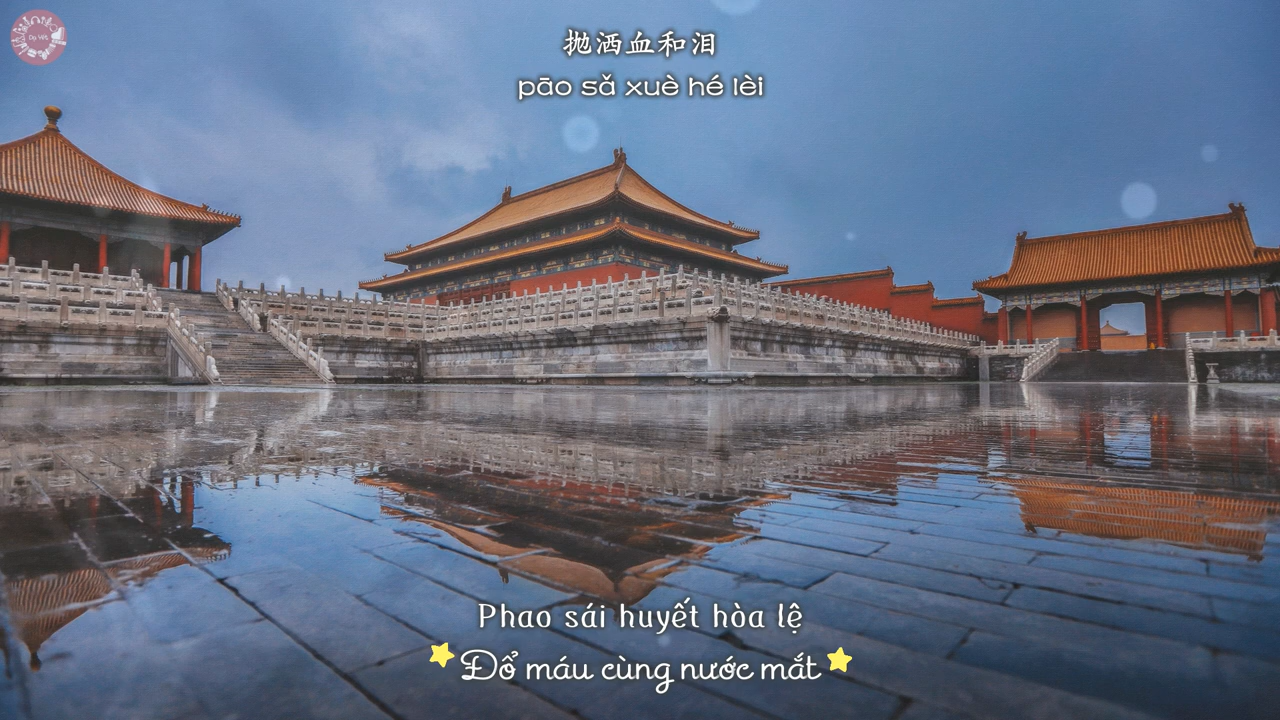 抛洒血和泪
pāo sǎ xuè hé lèi
Phao sái huyết hòa lệ
Đổ máu cùng nước mắt